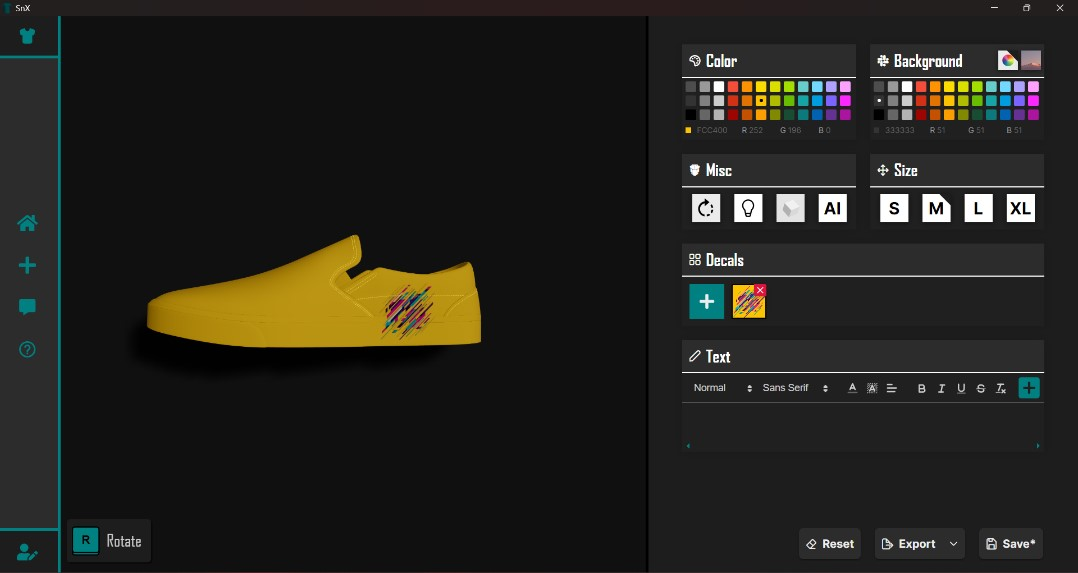 SnX
Color
Background
FCC400 R 252 G 196 B 0
333333 R 51 G 51 B 51
Misc
Size
AI
S M L XL
Decals
Text
Normal Sans Serif A A B I U S Tx
R Rotate
Reset Export Save*